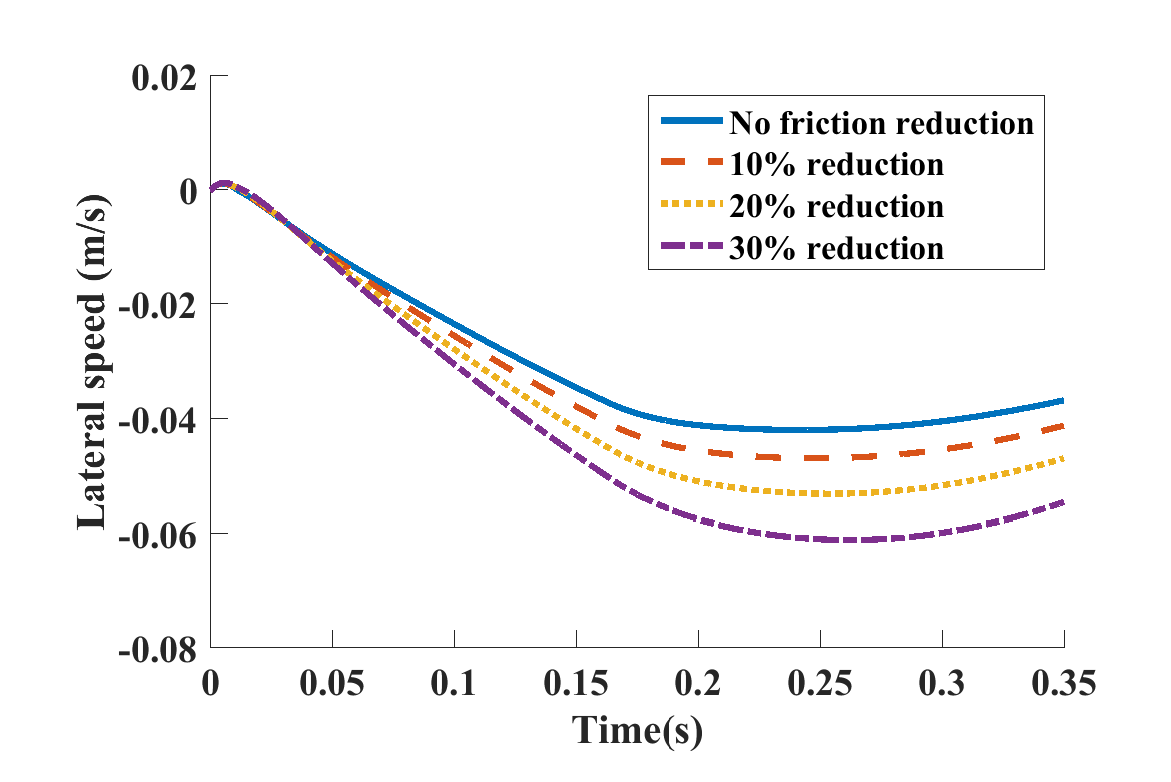 0.02
0
-0.02
-0.04
-0.06
-0.08
Lateral speed (m/s)
No friction reduction
10% reduction
20% reduction
30% reduction
0 0.05 0.1 0.15 0.2 0.25 0.3 0.35
Time(s)